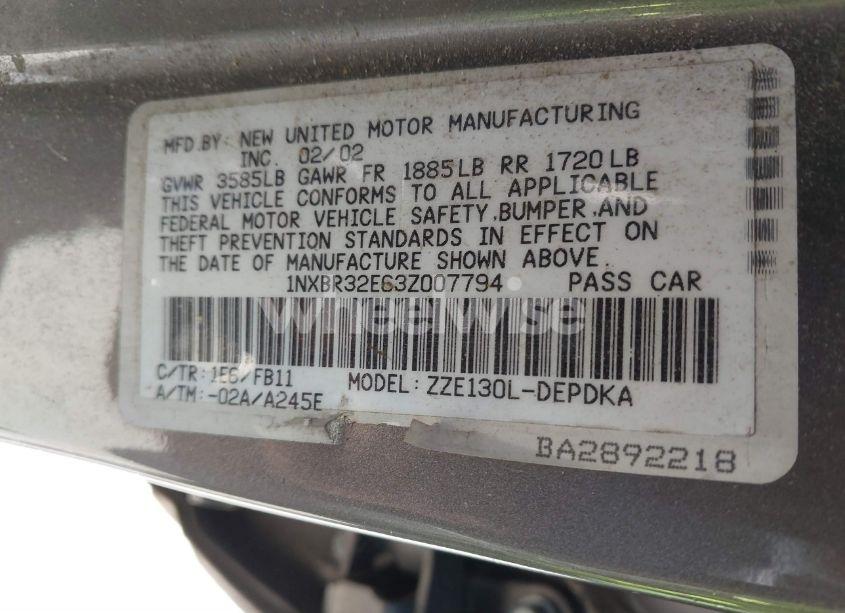 MFD.BY: NEW UNITED MOTOR MANUFACTURING
INC. 02/02
GVWR 3585LB GAWR FR 1885LB RR 1720LB
THIS VEHICLE CONFORMS TO ALL APPLICABLE
FEDERAL MOTOR VEHICLE SAFETY,BUMPER,AND
THEFT PREVENTION STANDARDS IN EFFECT ON
THE DATE OF MANUFACTURE SHOWN ABOVE.
1NXBR32E63Z007794 PASS CAR
wheelwise
C/TR:1E6/FB11 MODEL:ZZE130L-DEPDKA
A/TM:-02A/A245E
BA2892218